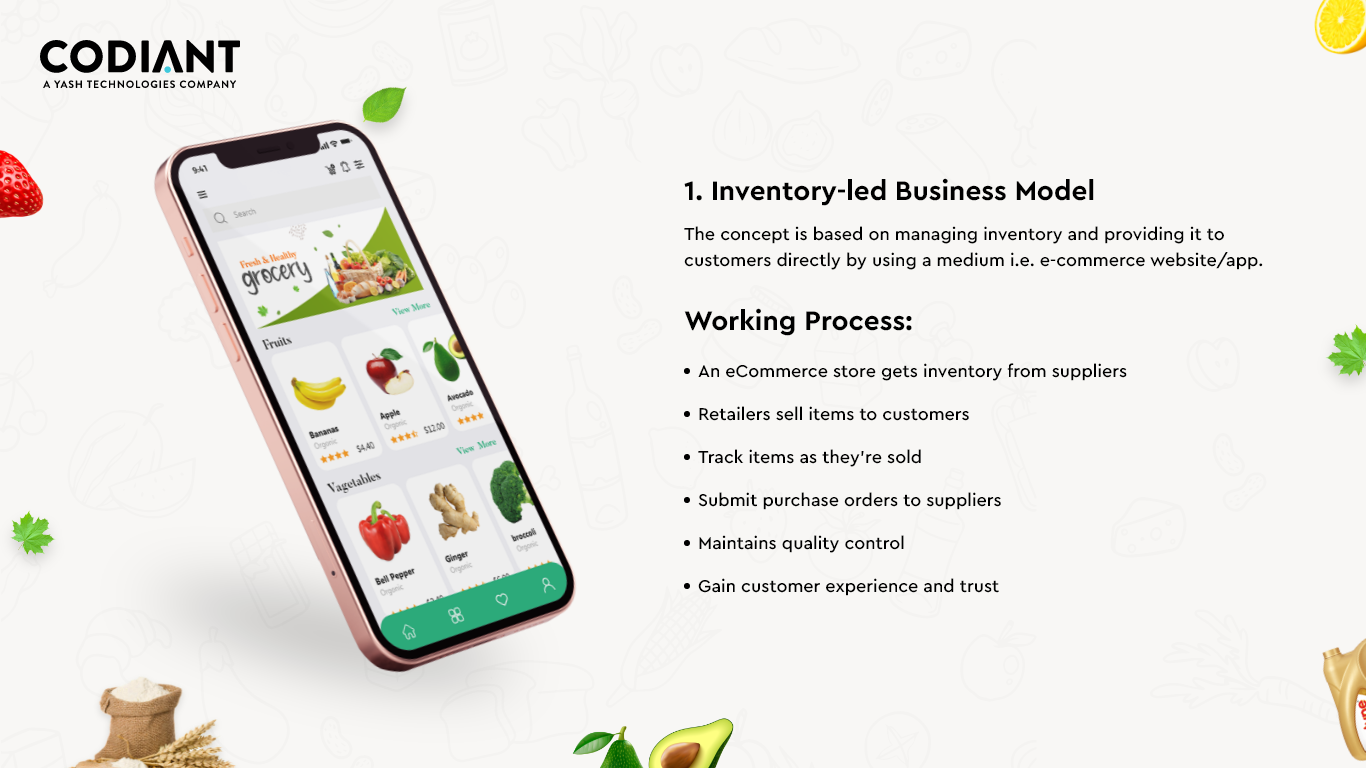 CODIANT
A YASH TECHNOLOGIES COMPANY
9:41
Search
Fresh & Healthy
grocery
View More
Fruits
Bananas
Organic
$4.40
Apple
Organic
$12.00
Avocado
Organic
View More
Vagetables
Bell Pepper
Organic
Ginger
Organic
broccoli
Organic
1. Inventory-led Business Model
The concept is based on managing inventory and providing it to
customers directly by using a medium i.e. e-commerce website/app.
Working Process:
• An eCommerce store gets inventory from suppliers
• Retailers sell items to customers
• Track items as they're sold
• Submit purchase orders to suppliers
• Maintains quality control
• Gain customer experience and trust